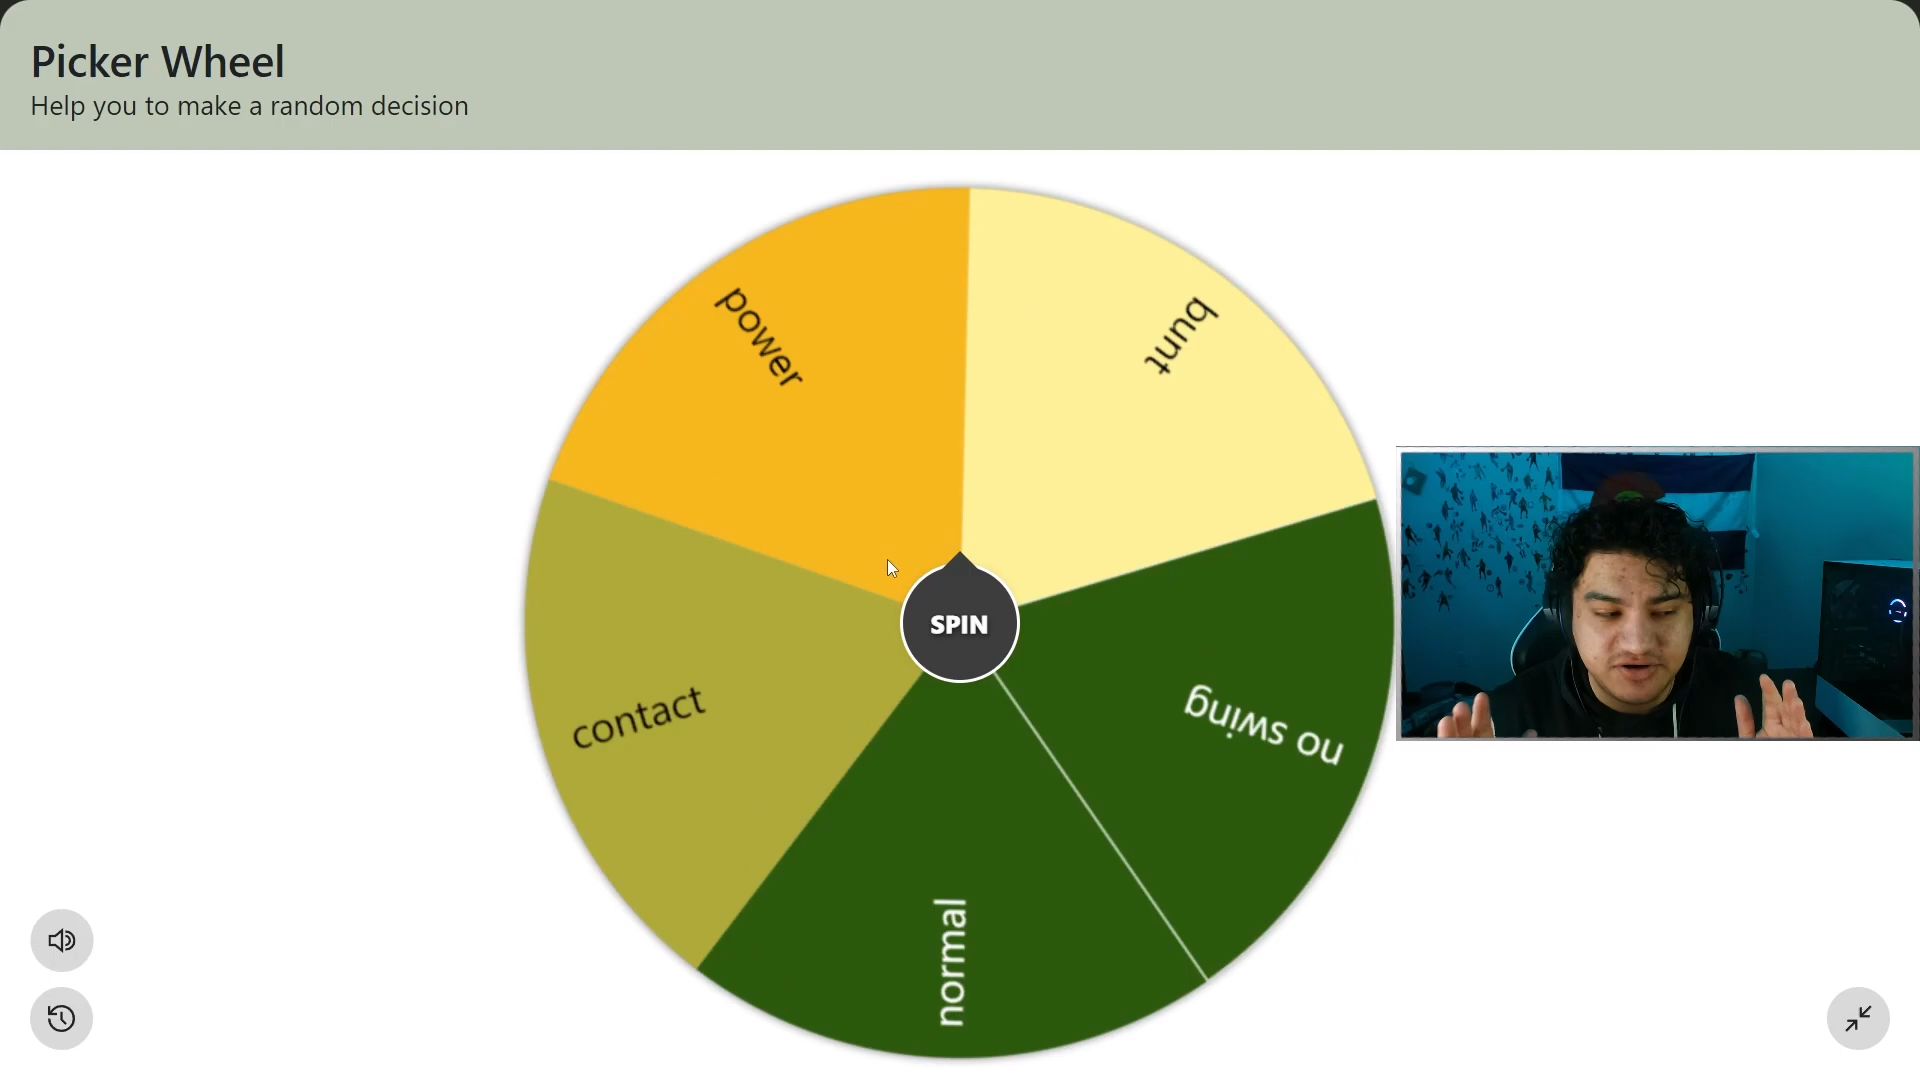 Picker Wheel
Help you to make a random decision
power
bunt
SPIN
contact
no swing
normal